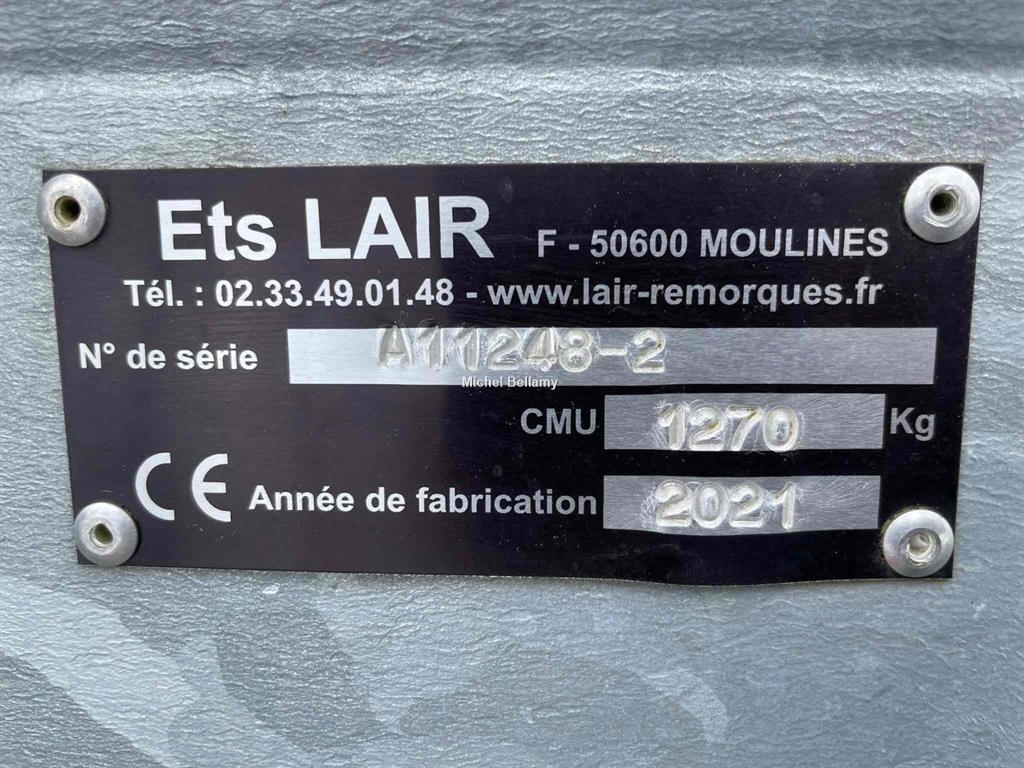 Ets LAIR F - 50600 MOULINES
Tél. : 02.33.49.01.48 - www.lair-remorques.fr
N° de série A11248-2
Michel Bellamy
CMU 1270 Kg
CE Année de fabrication 2021